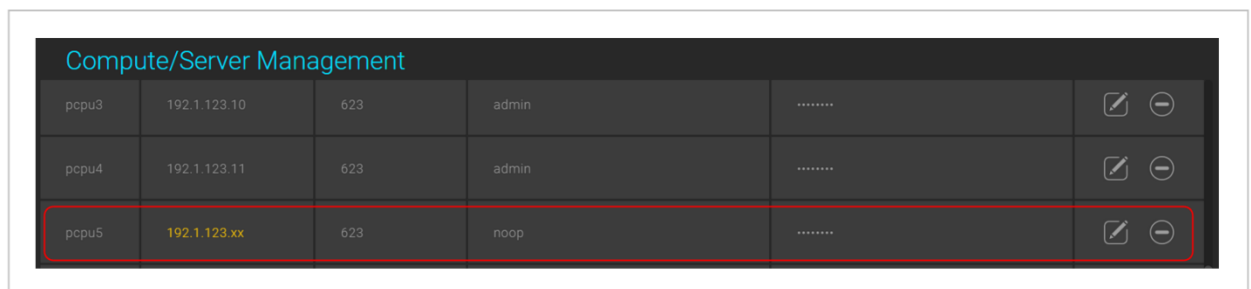 Compute/Server Management
pcpu3 192.1.123.10 623 admin ········
pcpu4 192.1.123.11 623 admin ········
pcpu5 192.1.123.xx 623 noop ········